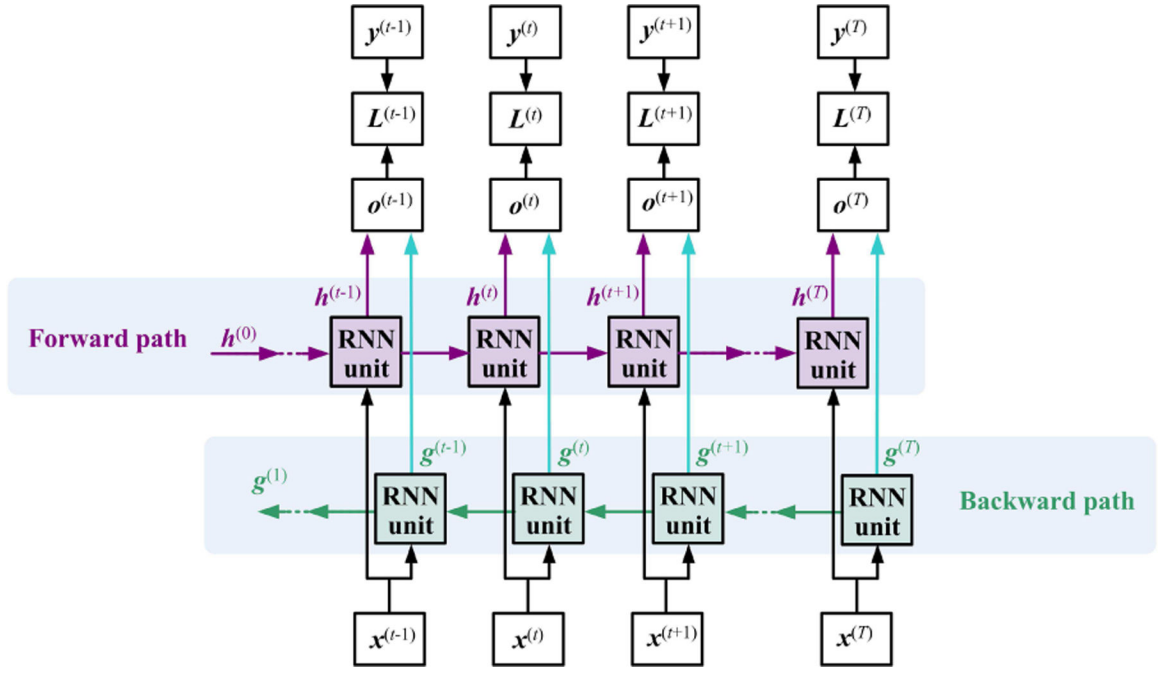 y(t-1) y(t) y(t+1) y(T)
L(t-1) L(t) L(t+1) L(T)
o(t-1) o(t) o(t+1) o(T)
h(t-1) h(t) h(t+1) h(T)
Forward path h(0)
RNN unit RNN unit RNN unit RNN unit
g(t-1) g(t) g(t+1) g(T)
g(1)
RNN unit RNN unit RNN unit RNN unit
Backward path
x(t-1) x(t) x(t+1) x(T)